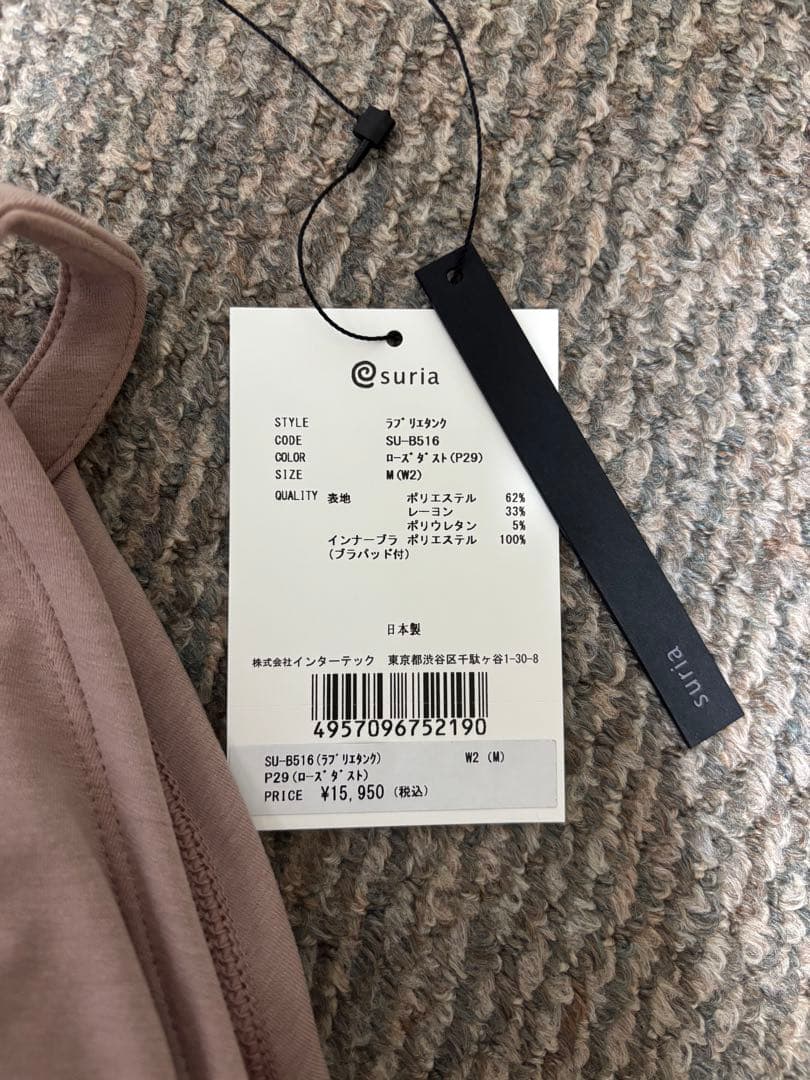 suria
STYLE ﾗﾌﾞﾘｴﾀﾝｸ
CODE SU-B516
COLOR ﾛｰｽﾞﾀﾞｽﾄ(P29)
SIZE M(W2)
QUALITY 表地 ポリエステル 62%
レーヨン 33%
ポリウレタン 5%
インナーブラ ポリエステル 100%
(ブラパッド付)
日本製
株式会社インターテック 東京都渋谷区千駄ヶ谷1-30-8
4957096752190
SU-B516(ﾗﾌﾞﾘｴﾀﾝｸ) W2 (M)
P29(ﾛｰｽﾞﾀﾞｽﾄ)
PRICE ¥15,950 (税込)
suria